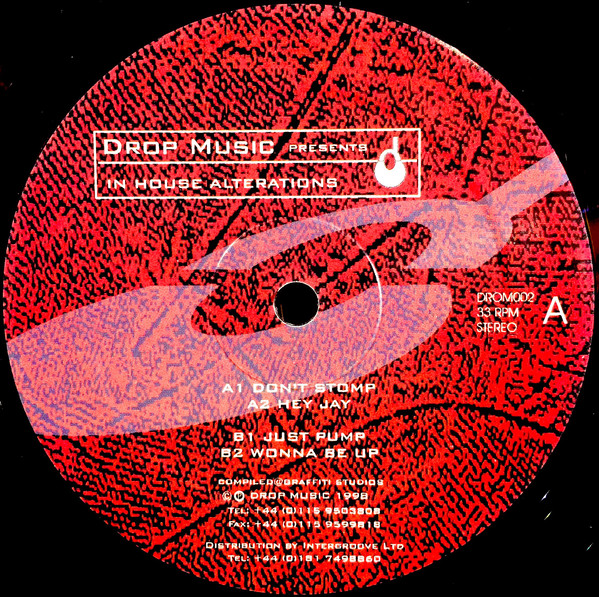 DROP MUSIC PRESENTS
IN HOUSE ALTERATIONS
DROM002
33 RPM
STEREO
A
A1 DON'T STOMP
A2 HEY JAY
B1 JUST PUMP
B2 WONNA BE UP
COMPILED@GRAFFITI STUDIOS
© ℗ DROP MUSIC 1998
TEL: +44 (0)115 9503808
FAX: +44 (0)115 9599818
DISTRIBUTION BY INTERGROOVE LTD
TEL: +44 (0)181 7498860